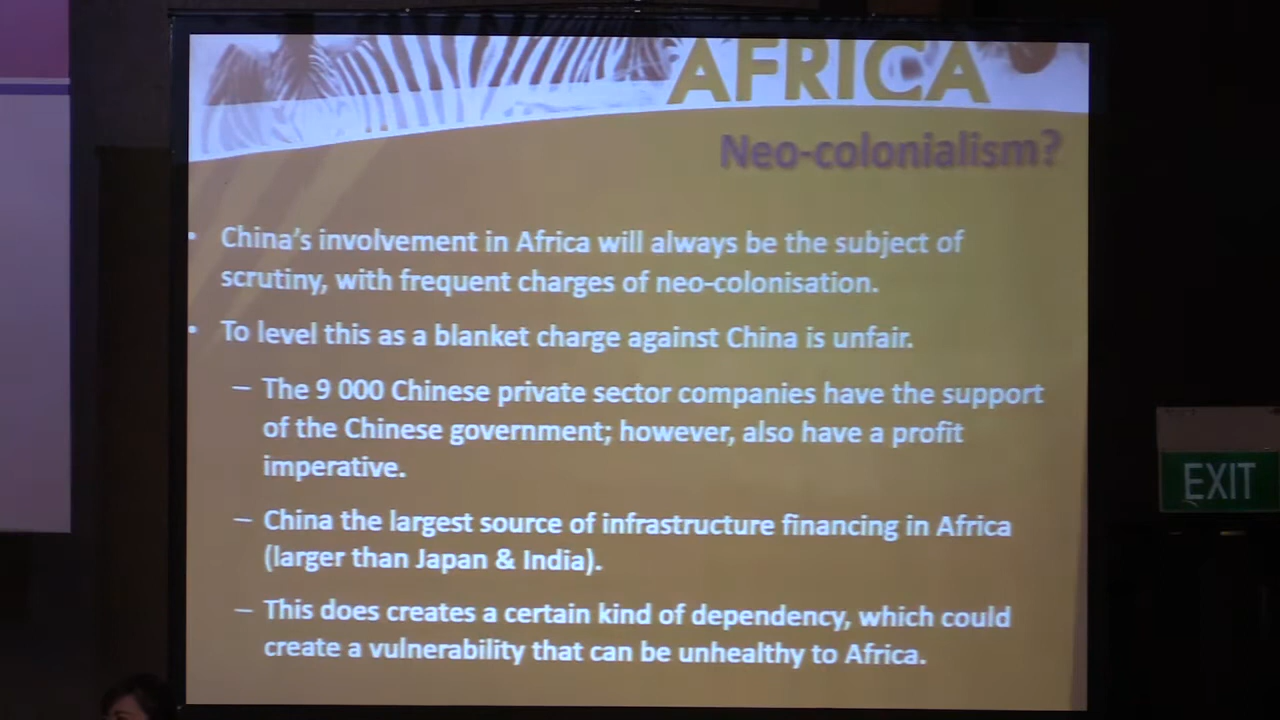 AFRICA
Neo-colonialism?
• China's involvement in Africa will always be the subject of
scrutiny, with frequent charges of neo-colonisation.
• To level this as a blanket charge against China is unfair.
– The 9 000 Chinese private sector companies have the support
of the Chinese government; however, also have a profit
imperative.
– China the largest source of infrastructure financing in Africa
(larger than Japan & India).
– This does creates a certain kind of dependency, which could
create a vulnerability that can be unhealthy to Africa.
EXIT